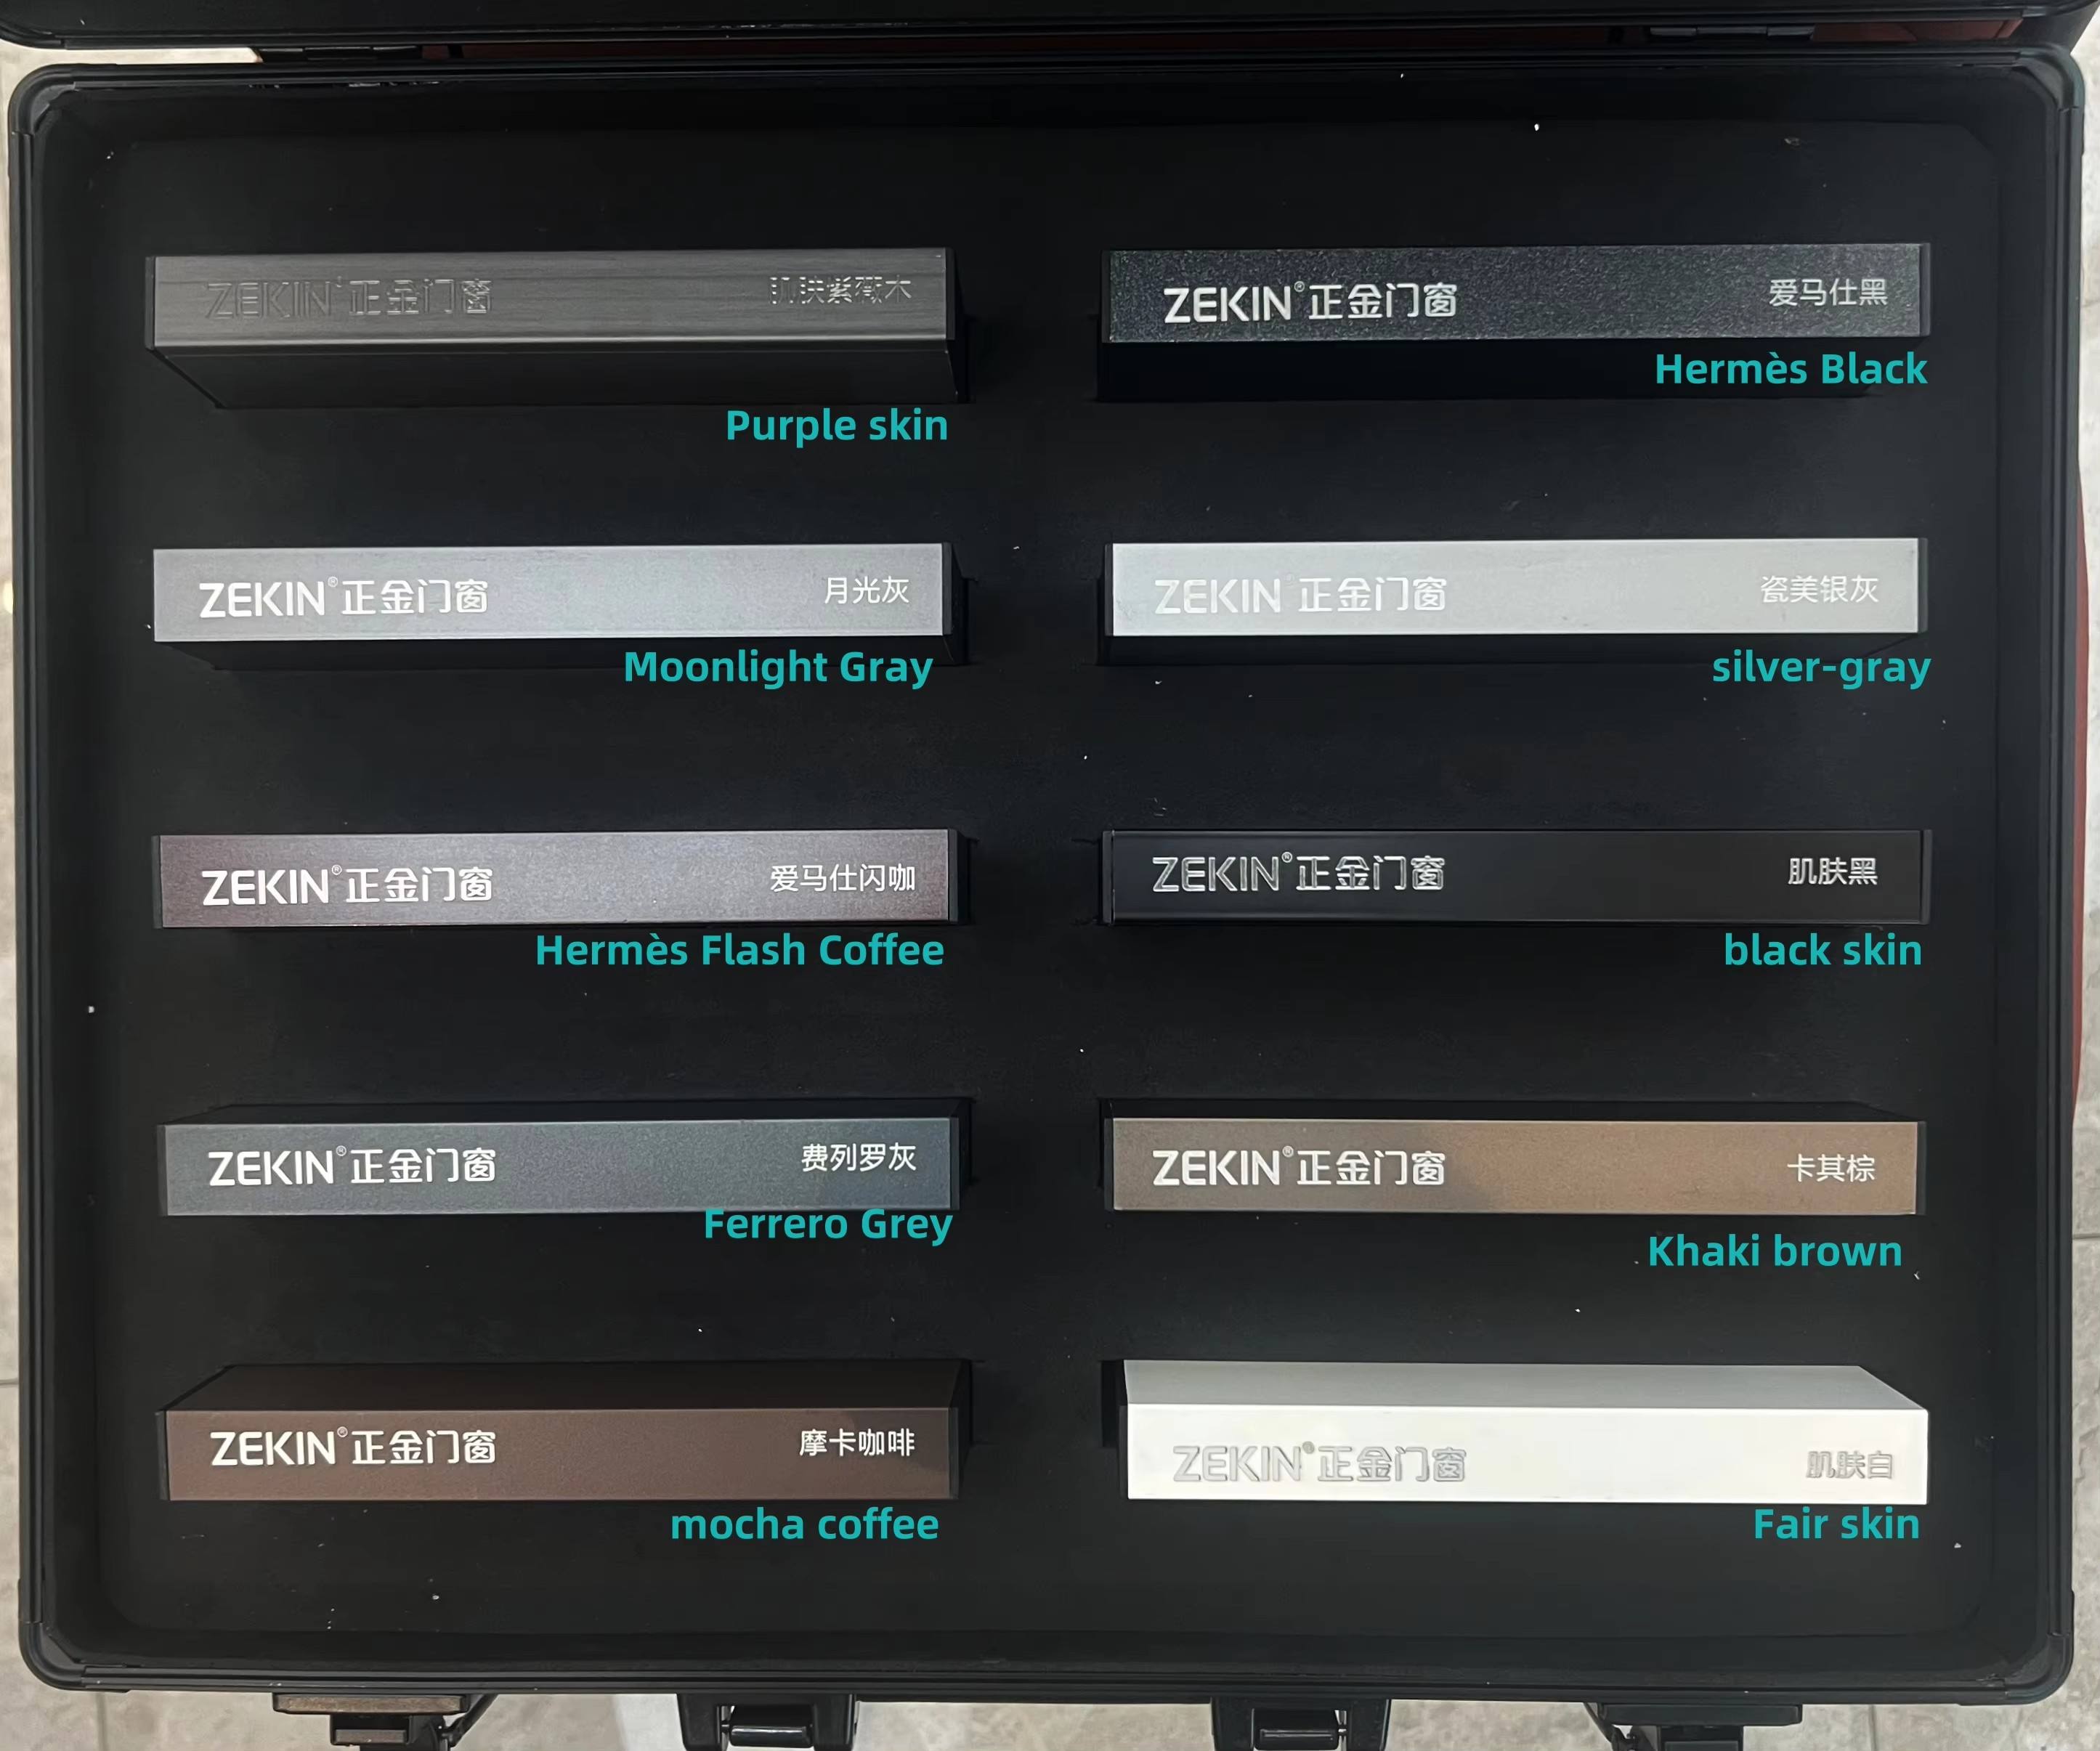 ZEKIN®正金门窗 肌肤紫薇木
Purple skin
ZEKIN®正金门窗 爱马仕黑
Hermès Black
ZEKIN®正金门窗 月光灰
Moonlight Gray
ZEKIN 正金门窗 瓷美银灰
silver-gray
ZEKIN®正金门窗 爱马仕闪咖
Hermès Flash Coffee
ZEKIN®正金门窗 肌肤黑
black skin
ZEKIN®正金门窗 费列罗灰
Ferrero Grey
ZEKIN®正金门窗 卡其棕
Khaki brown
ZEKIN®正金门窗 摩卡咖啡
mocha coffee
ZEKIN®正金门窗 肌肤白
Fair skin